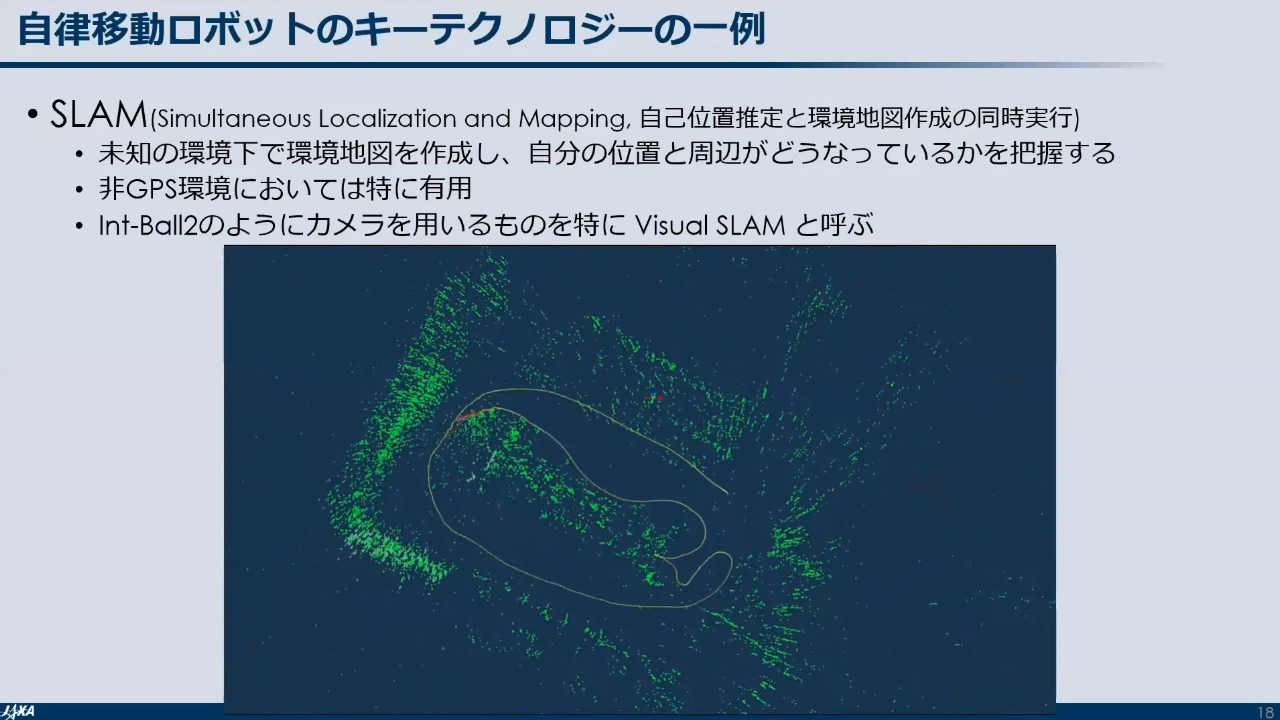 自律移動ロボットのキーテクノロジーの一例
• SLAM(Simultaneous Localization and Mapping, 自己位置推定と環境地図作成の同時実行)
• 未知の環境下で環境地図を作成し、自分の位置と周辺がどうなっているかを把握する
• 非GPS環境においては特に有用
• Int-Ball2のようにカメラを用いるものを特に Visual SLAM と呼ぶ
JAXA
18